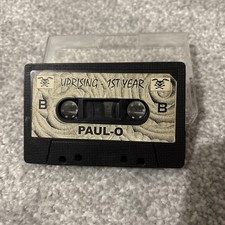 UPRISING - 1ST YEAR
B B
PAUL-O